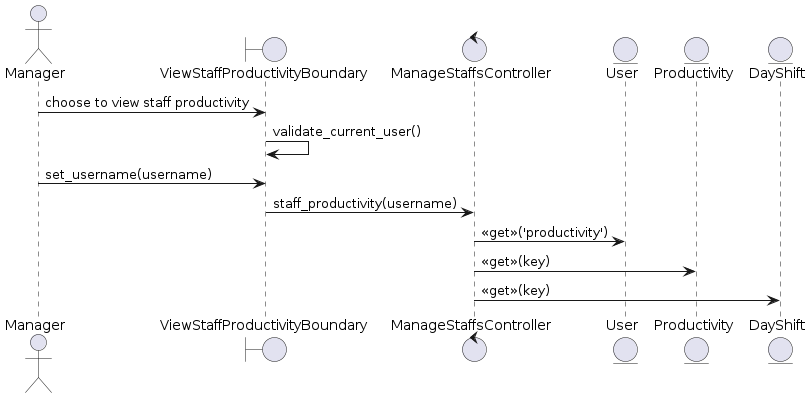 Manager
ViewStaffProductivityBoundary
ManageStaffsController
User
Productivity
DayShift
choose to view staff productivity
validate_current_user()
set_username(username)
staff_productivity(username)
«get»('productivity')
«get»(key)
«get»(key)
Manager
ViewStaffProductivityBoundary
ManageStaffsController
User
Productivity
DayShift